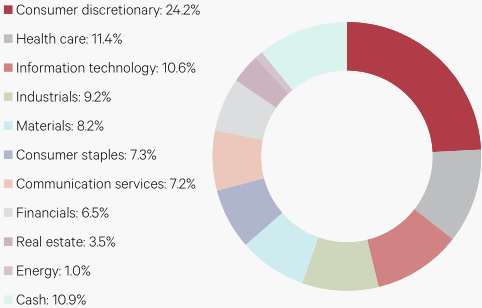 Consumer discretionary: 24.2%
Health care: 11.4%
Information technology: 10.6%
Industrials: 9.2%
Materials: 8.2%
Consumer staples: 7.3%
Communication services: 7.2%
Financials: 6.5%
Real estate: 3.5%
Energy: 1.0%
Cash: 10.9%